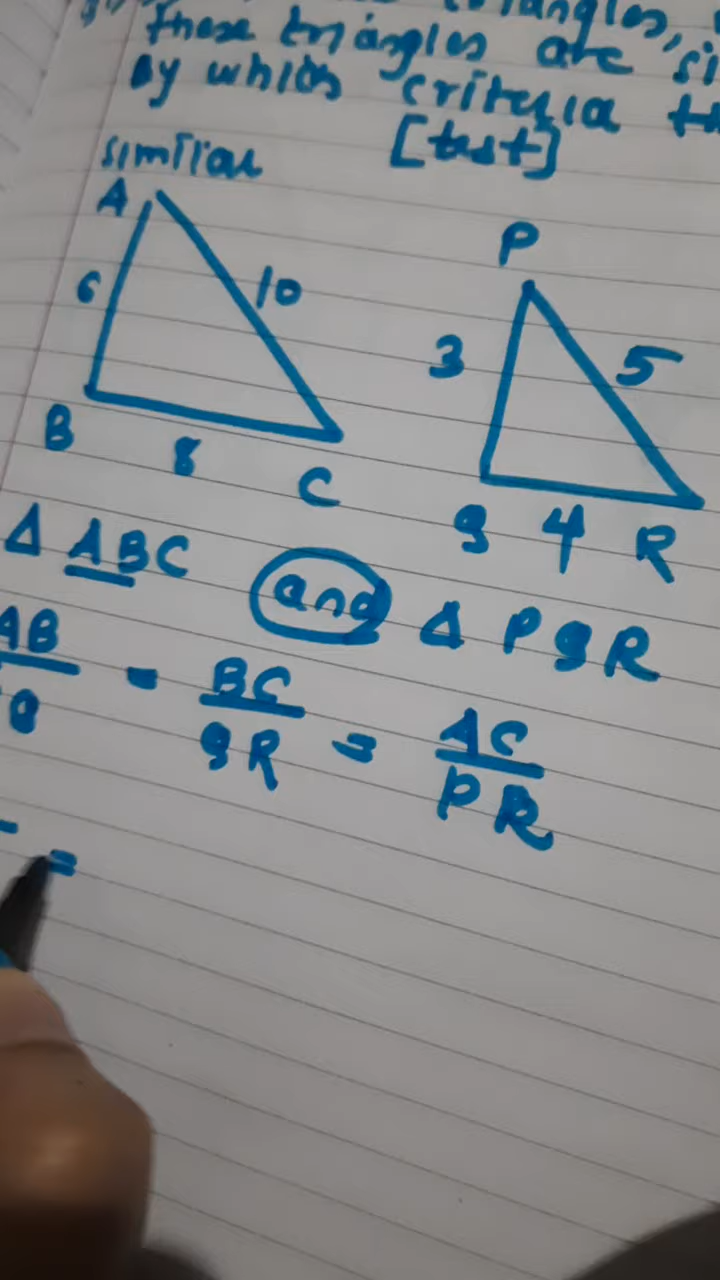 these triangles are
By which criteria
similar [test]
A
P
6
10
3
5
B
8
C
Q
4
R
Δ ABC and Δ PQR
AB = BC = AC
Q QR PR
=